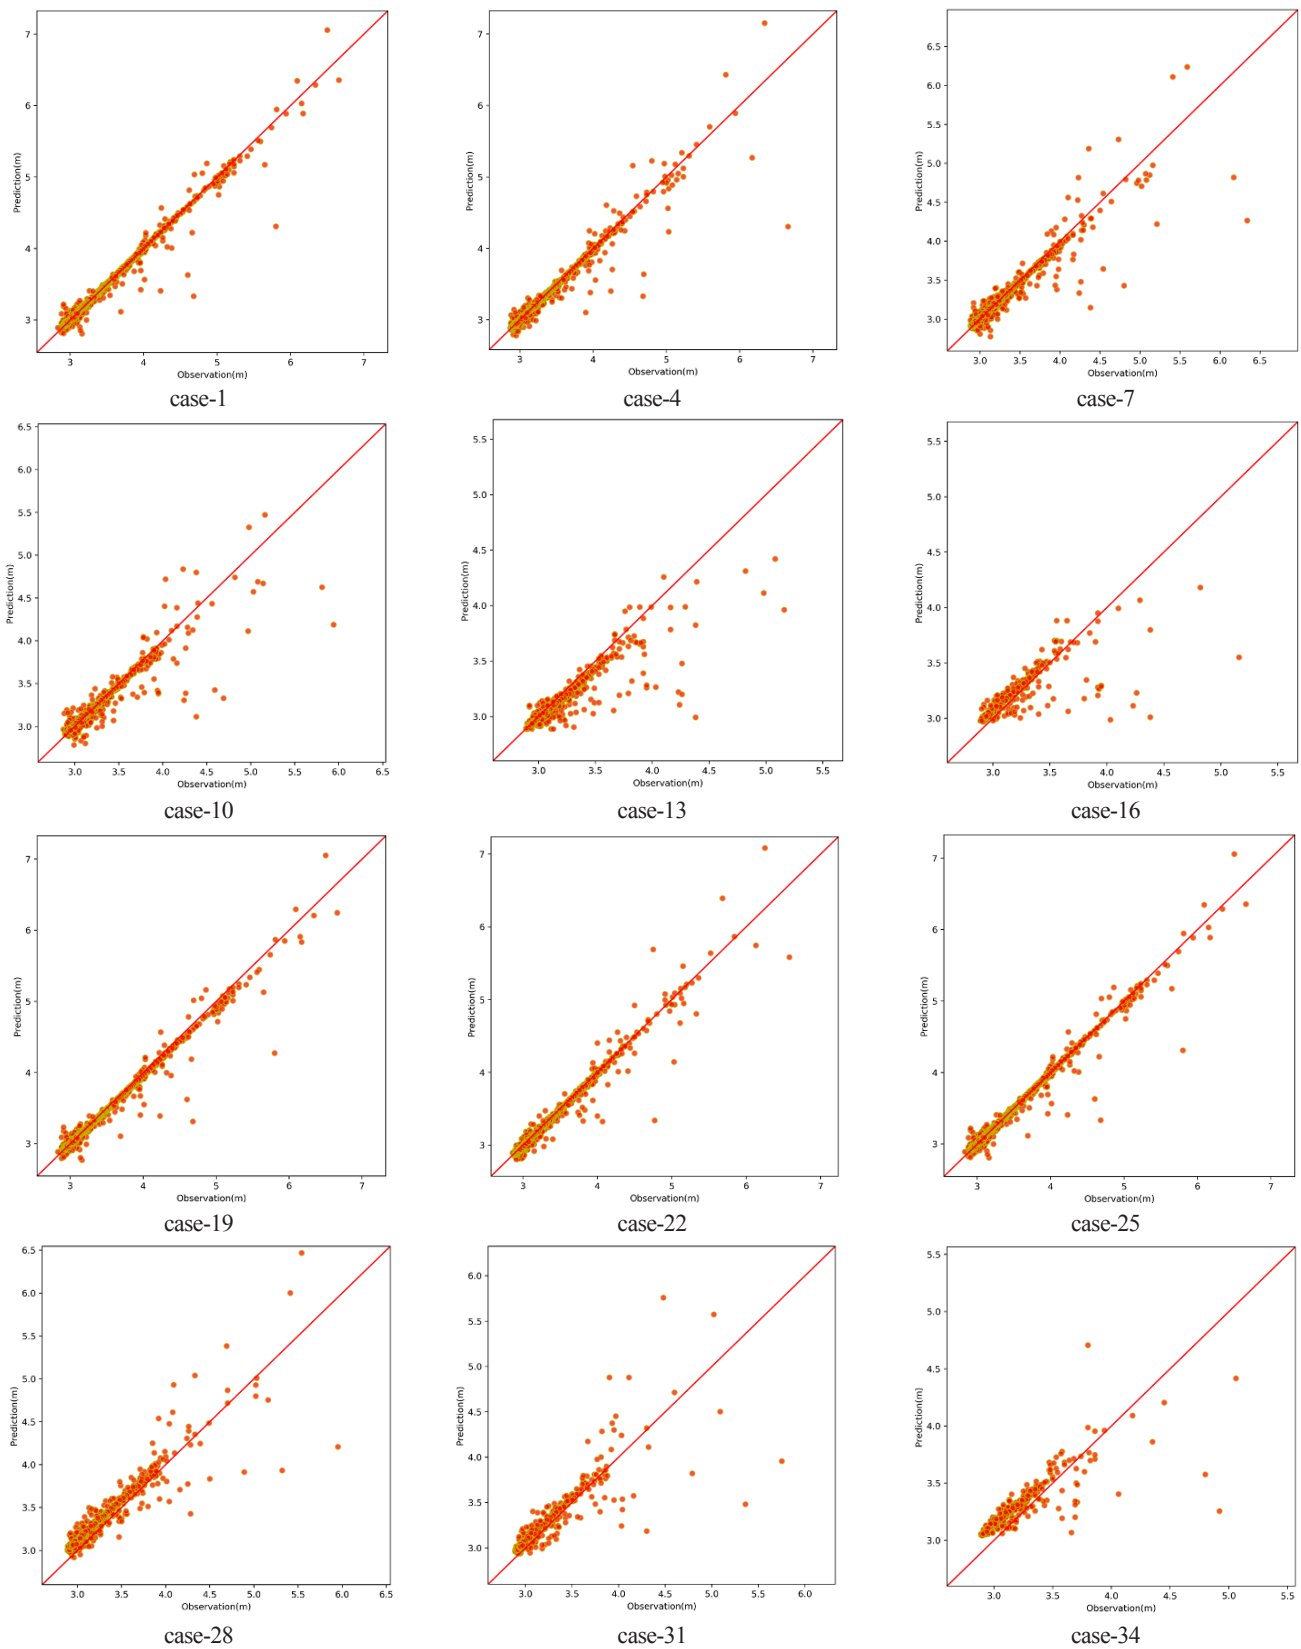 7
6
5
4
3
Prediction(m)
3 4 5 6 7
Observation(m)
case-1
7
6
5
4
3
Prediction(m)
3 4 5 6 7
Observation(m)
case-4
6.5
6.0
5.5
5.0
4.5
4.0
3.5
3.0
Prediction(m)
3.0 3.5 4.0 4.5 5.0 5.5 6.0 6.5
Observation(m)
case-7
6.5
6.0
5.5
5.0
4.5
4.0
3.5
3.0
Prediction(m)
3.0 3.5 4.0 4.5 5.0 5.5 6.0 6.5
Observation(m)
case-10
5.5
5.0
4.5
4.0
3.5
3.0
Prediction(m)
3.0 3.5 4.0 4.5 5.0 5.5
Observation(m)
case-13
5.5
5.0
4.5
4.0
3.5
3.0
Prediction(m)
3.0 3.5 4.0 4.5 5.0 5.5
Observation(m)
case-16
7
6
5
4
3
Prediction(m)
3 4 5 6 7
Observation(m)
case-19
7
6
5
4
3
Prediction(m)
3 4 5 6 7
Observation(m)
case-22
7
6
5
4
3
Prediction(m)
3 4 5 6 7
Observation(m)
case-25
6.5
6.0
5.5
5.0
4.5
4.0
3.5
3.0
Prediction(m)
3.0 3.5 4.0 4.5 5.0 5.5 6.0 6.5
Observation(m)
case-28
6.0
5.5
5.0
4.5
4.0
3.5
3.0
Prediction(m)
3.0 3.5 4.0 4.5 5.0 5.5 6.0
Observation(m)
case-31
5.5
5.0
4.5
4.0
3.5
3.0
Prediction(m)
3.0 3.5 4.0 4.5 5.0 5.5
Observation(m)
case-34